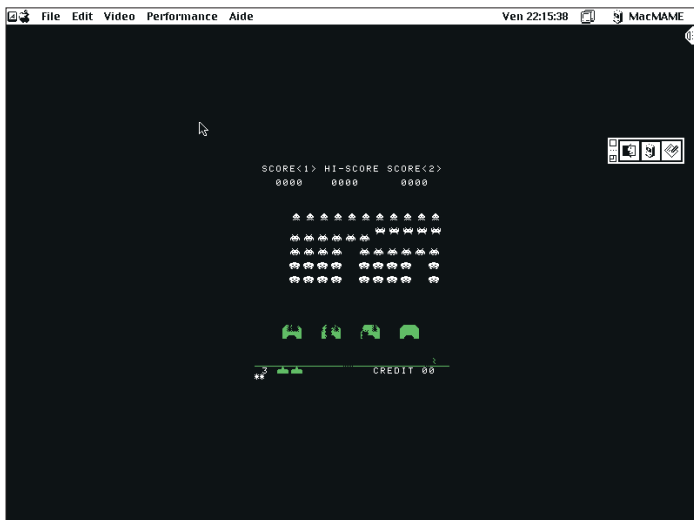 File Edit Video Performance Aide Ven 22:15:38 MacMAME
SCORE<1> HI-SCORE SCORE<2>
0000 0000 0000
3 CREDIT 00
**